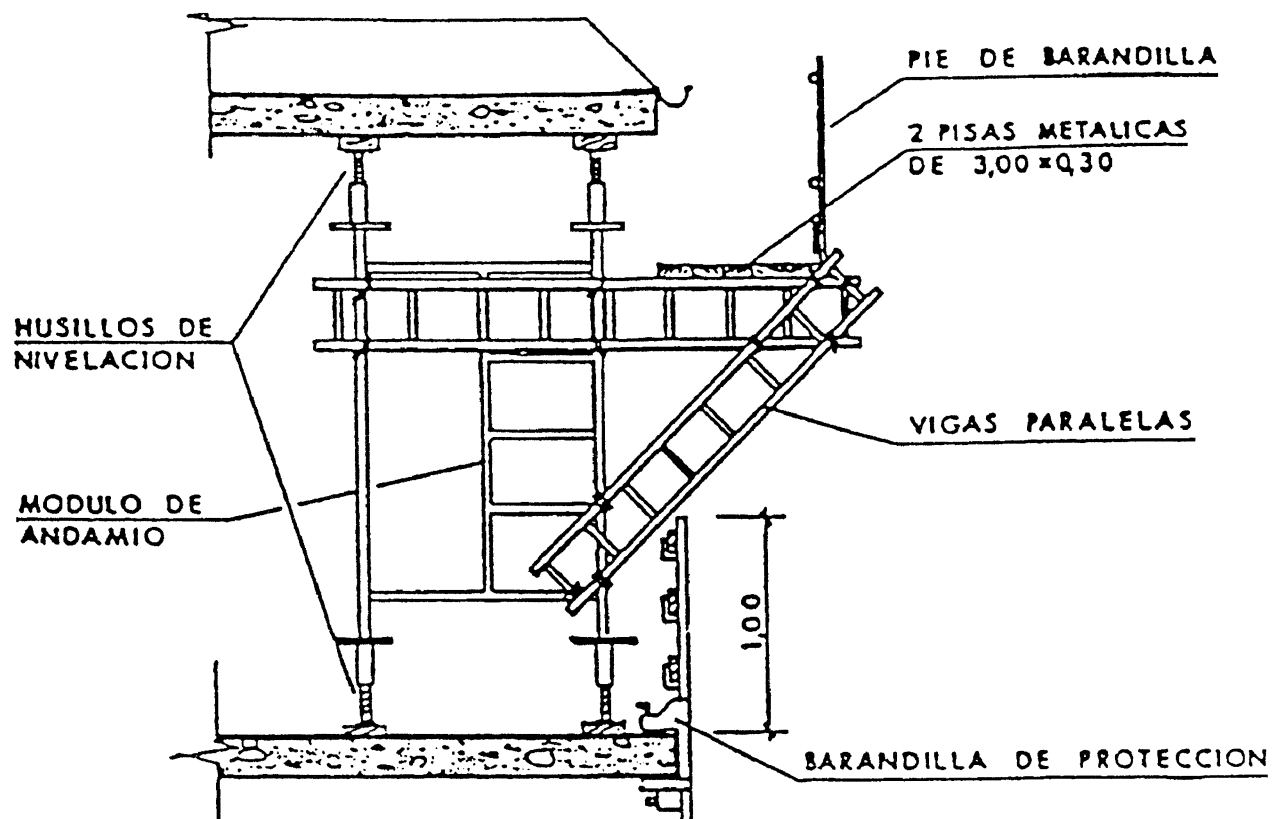 PIE DE BARANDILLA
2 PISAS METALICAS
DE 3,00 x 0,30
HUSILLOS DE
NIVELACION
VIGAS PARALELAS
MODULO DE
ANDAMIO
1,00
BARANDILLA DE PROTECCION